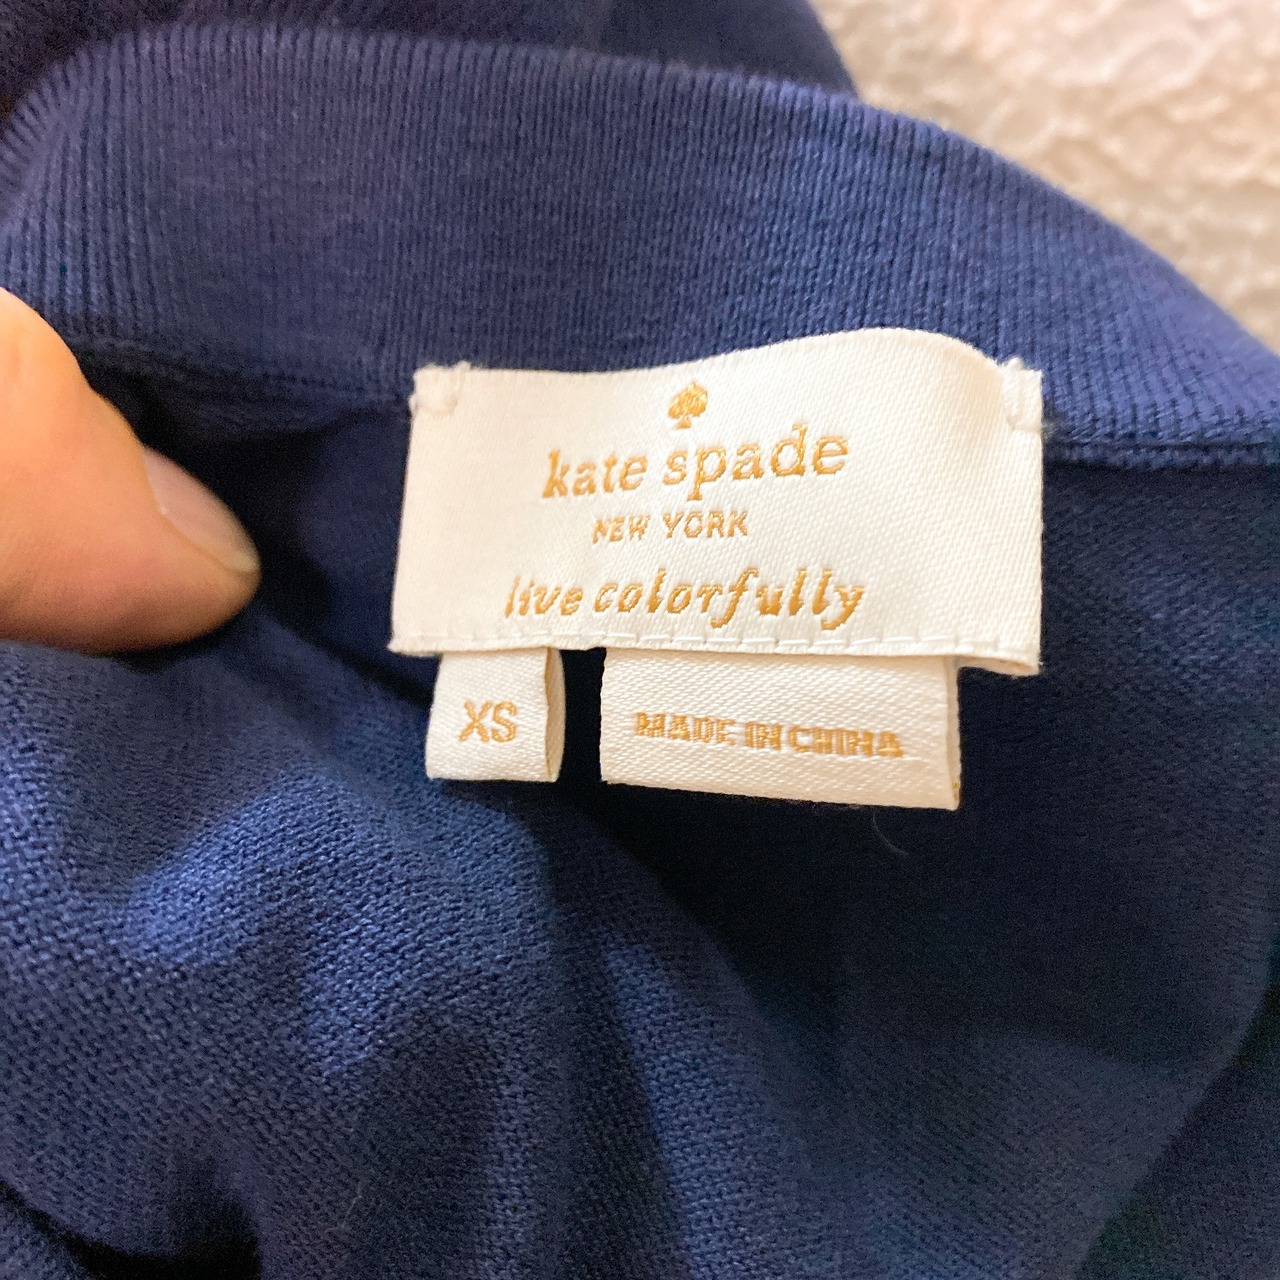 kate spade
NEW YORK
live colorfully
XS
MADE IN CHINA